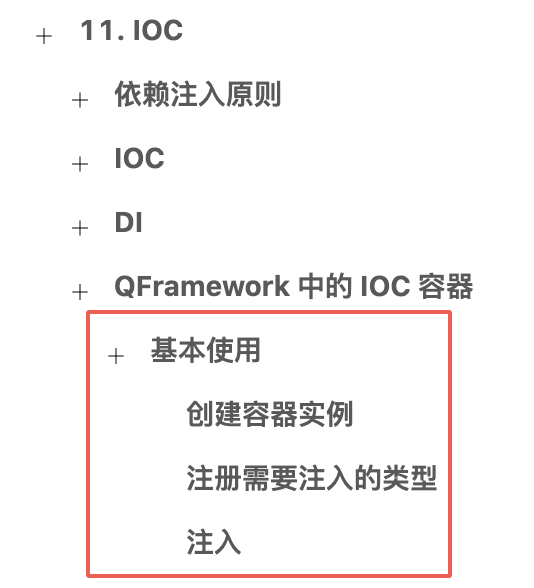 11. IOC
依赖注入原则
IOC
DI
QFramework 中的 IOC 容器
基本使用
创建容器实例
注册需要注入的类型
注入